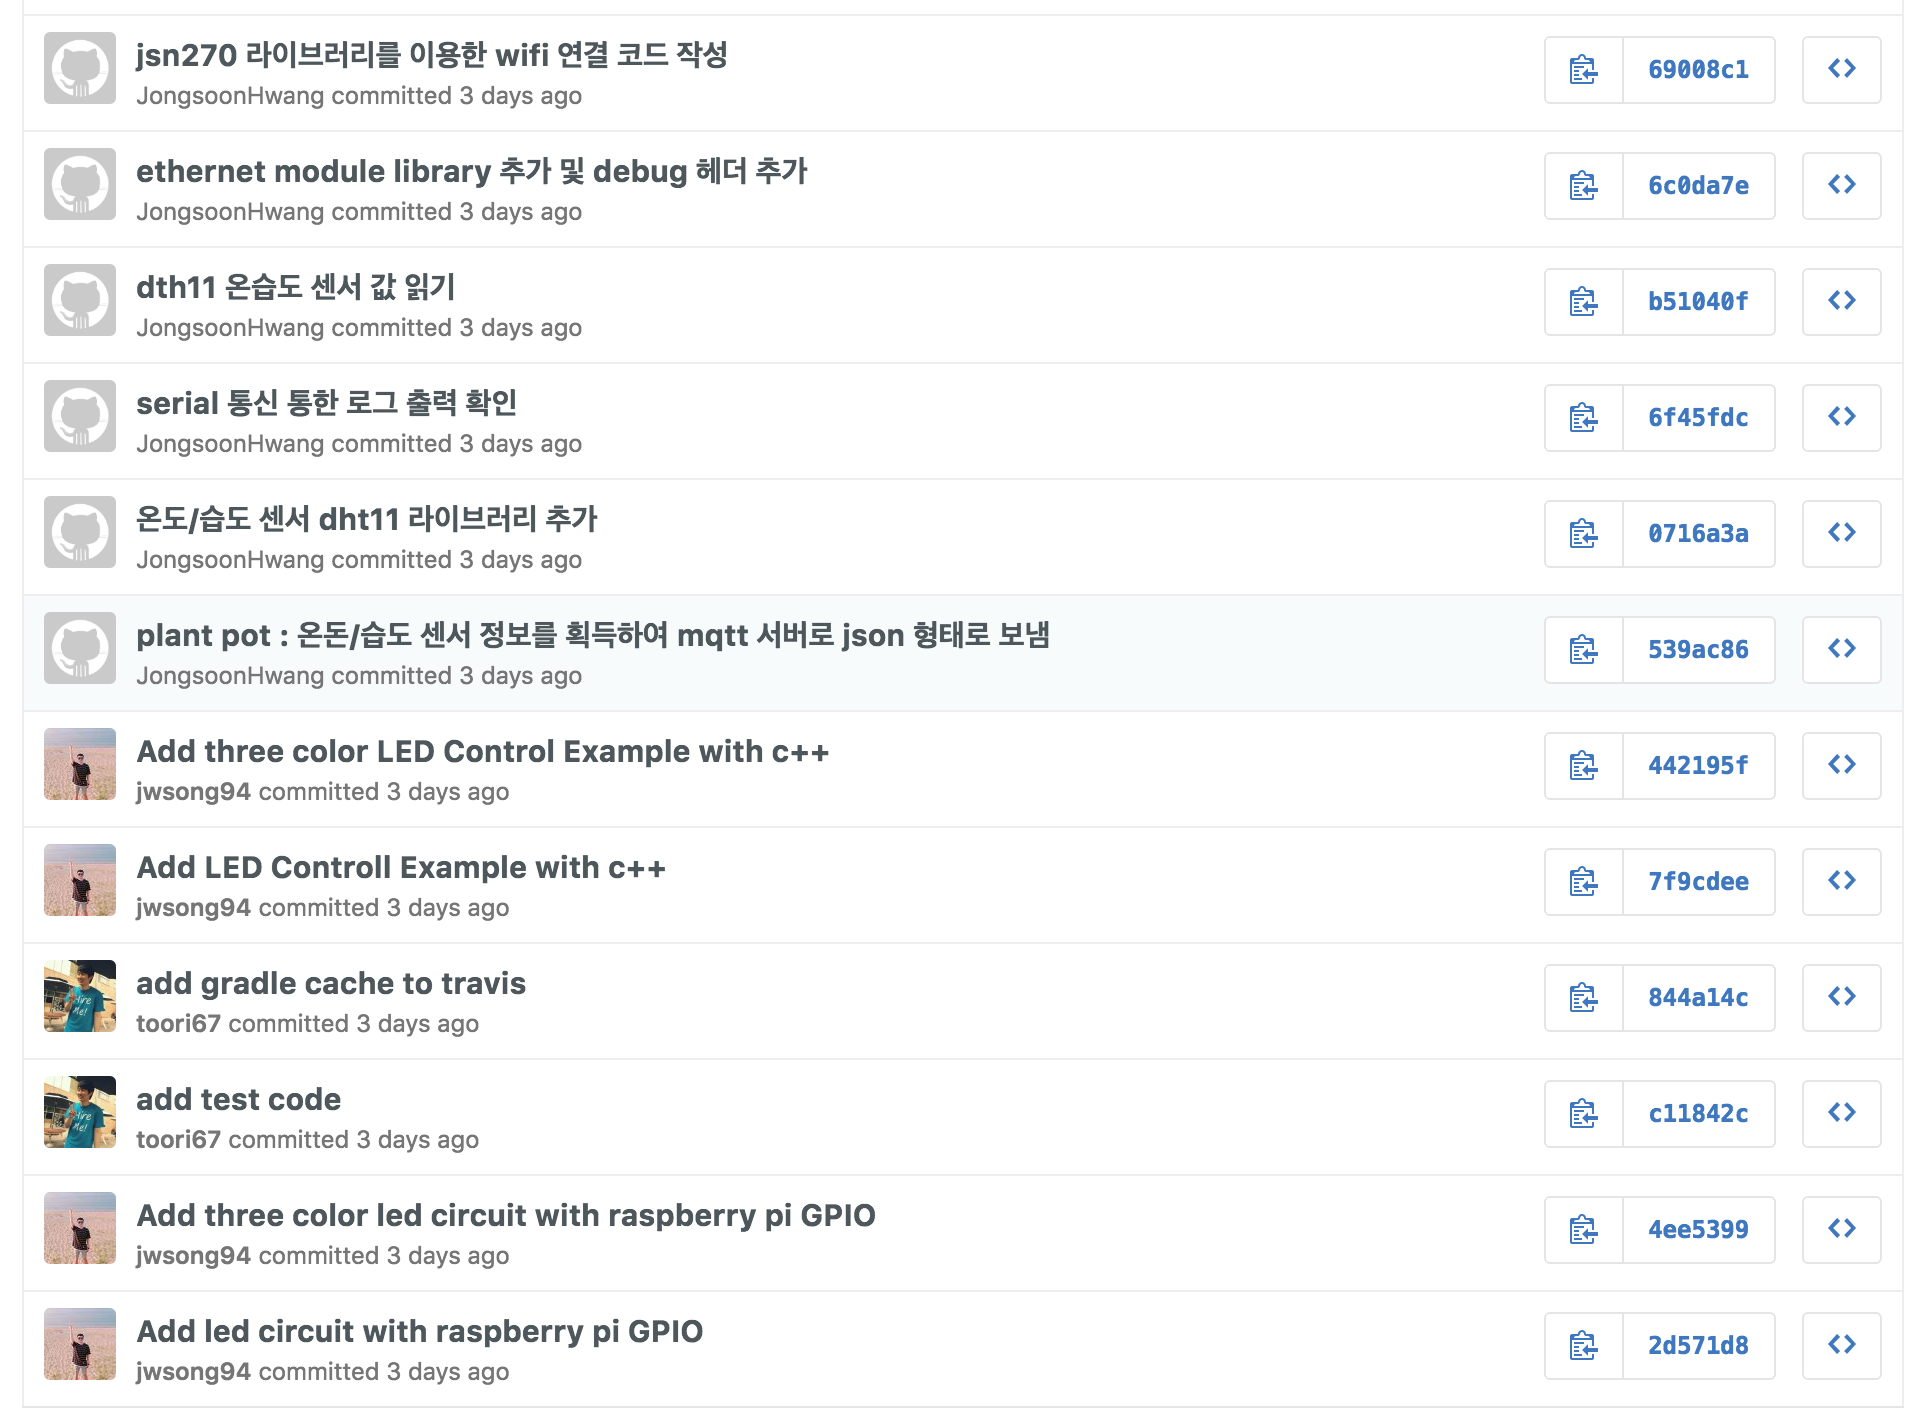 jsn270 라이브러리를 이용한 wifi 연결 코드 작성
JongsoonHwang committed 3 days ago
69008c1
ethernet module library 추가 및 debug 헤더 추가
JongsoonHwang committed 3 days ago
6c0da7e
dth11 온습도 센서 값 읽기
JongsoonHwang committed 3 days ago
b51040f
serial 통신 통한 로그 출력 확인
JongsoonHwang committed 3 days ago
6f45fdc
온도/습도 센서 dht11 라이브러리 추가
JongsoonHwang committed 3 days ago
0716a3a
plant pot : 온돈/습도 센서 정보를 획득하여 mqtt 서버로 json 형태로 보냄
JongsoonHwang committed 3 days ago
539ac86
Add three color LED Control Example with c++
jwsong94 committed 3 days ago
442195f
Add LED Controll Example with c++
jwsong94 committed 3 days ago
7f9cdee
add gradle cache to travis
toori67 committed 3 days ago
844a14c
add test code
toori67 committed 3 days ago
c11842c
Add three color led circuit with raspberry pi GPIO
jwsong94 committed 3 days ago
4ee5399
Add led circuit with raspberry pi GPIO
jwsong94 committed 3 days ago
2d571d8